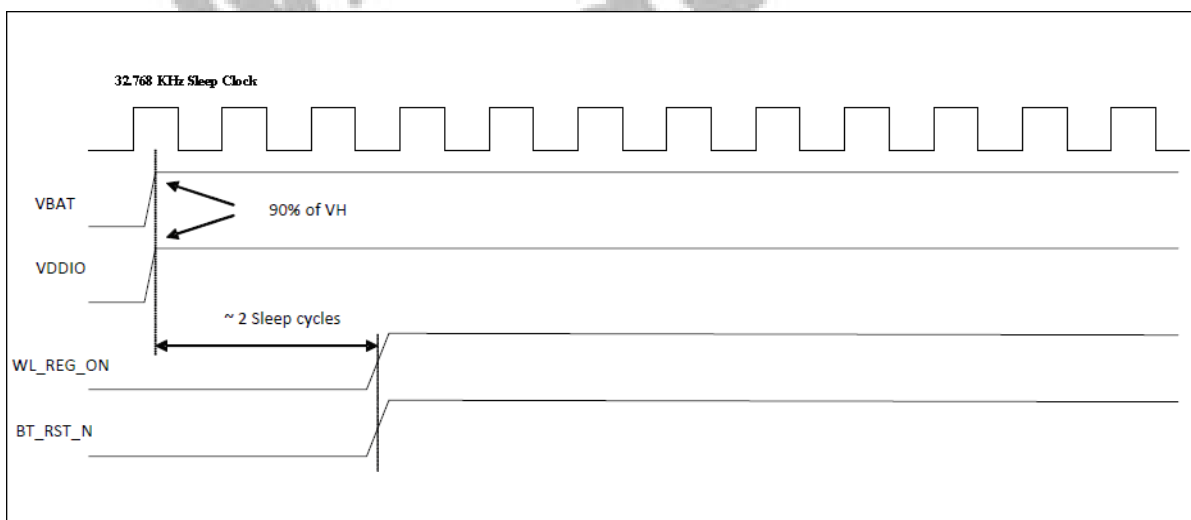 32.768 KHz Sleep Clock
VBAT
90% of VH
VDDIO
~ 2 Sleep cycles
WL_REG_ON
BT_RST_N